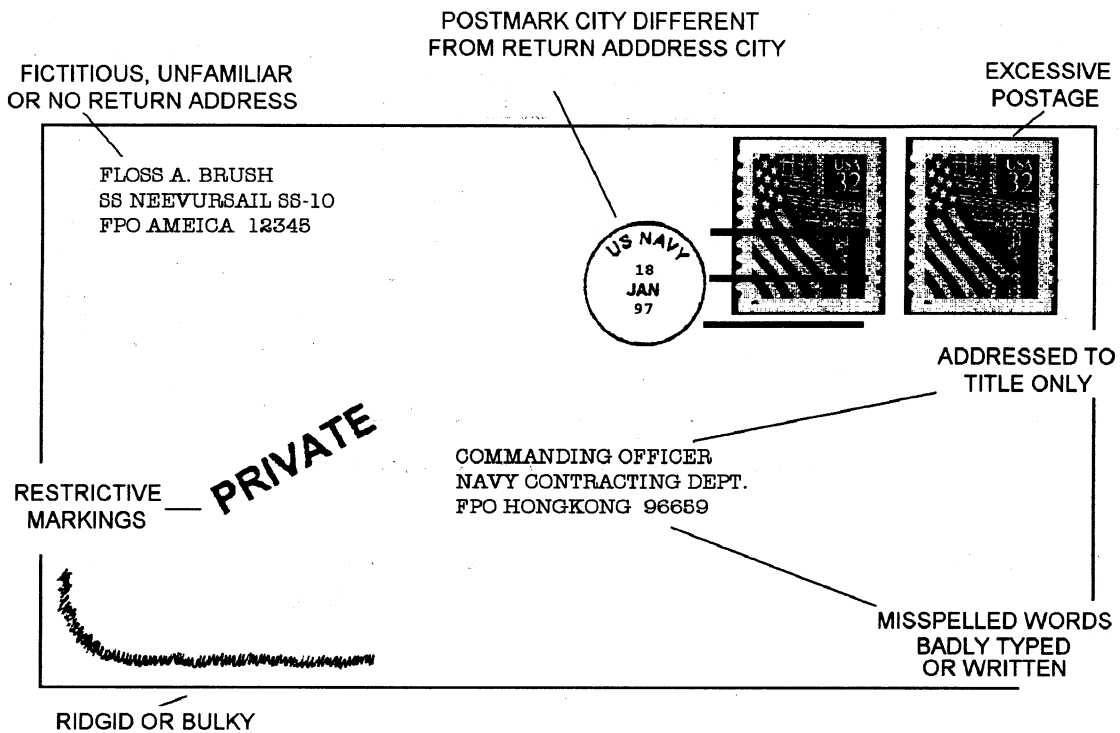 POSTMARK CITY DIFFERENT
FROM RETURN ADDDRESS CITY
FICTITIOUS, UNFAMILIAR
OR NO RETURN ADDRESS
EXCESSIVE
POSTAGE
FLOSS A. BRUSH
SS NEEVURSAIL SS-10
FPO AMEICA 12345
US NAVY
18
JAN
97
USA
32
USA
32
ADDRESSED TO
TITLE ONLY
PRIVATE
COMMANDING OFFICER
NAVY CONTRACTING DEPT.
FPO HONGKONG 96659
RESTRICTIVE
MARKINGS
MISSPELLED WORDS
BADLY TYPED
OR WRITTEN
RIDGID OR BULKY